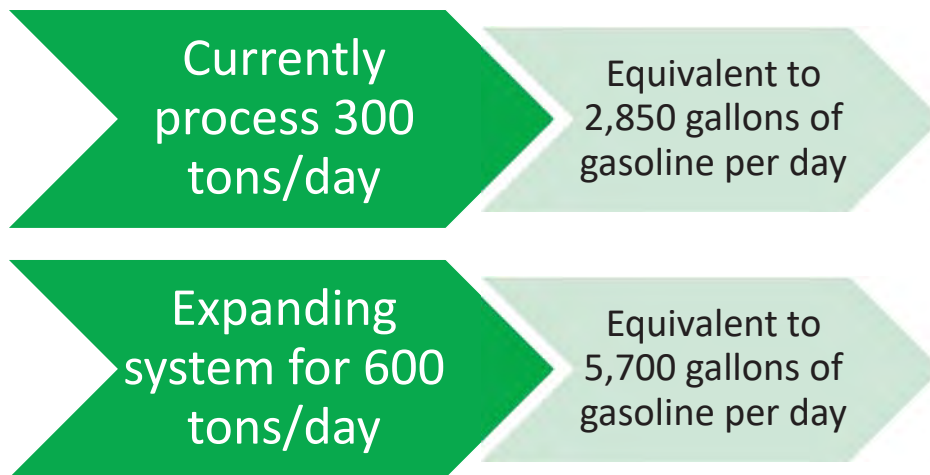 Currently
process 300
tons/day
Equivalent to
2,850 gallons of
gasoline per day
Expanding
system for 600
tons/day
Equivalent to
5,700 gallons of
gasoline per day